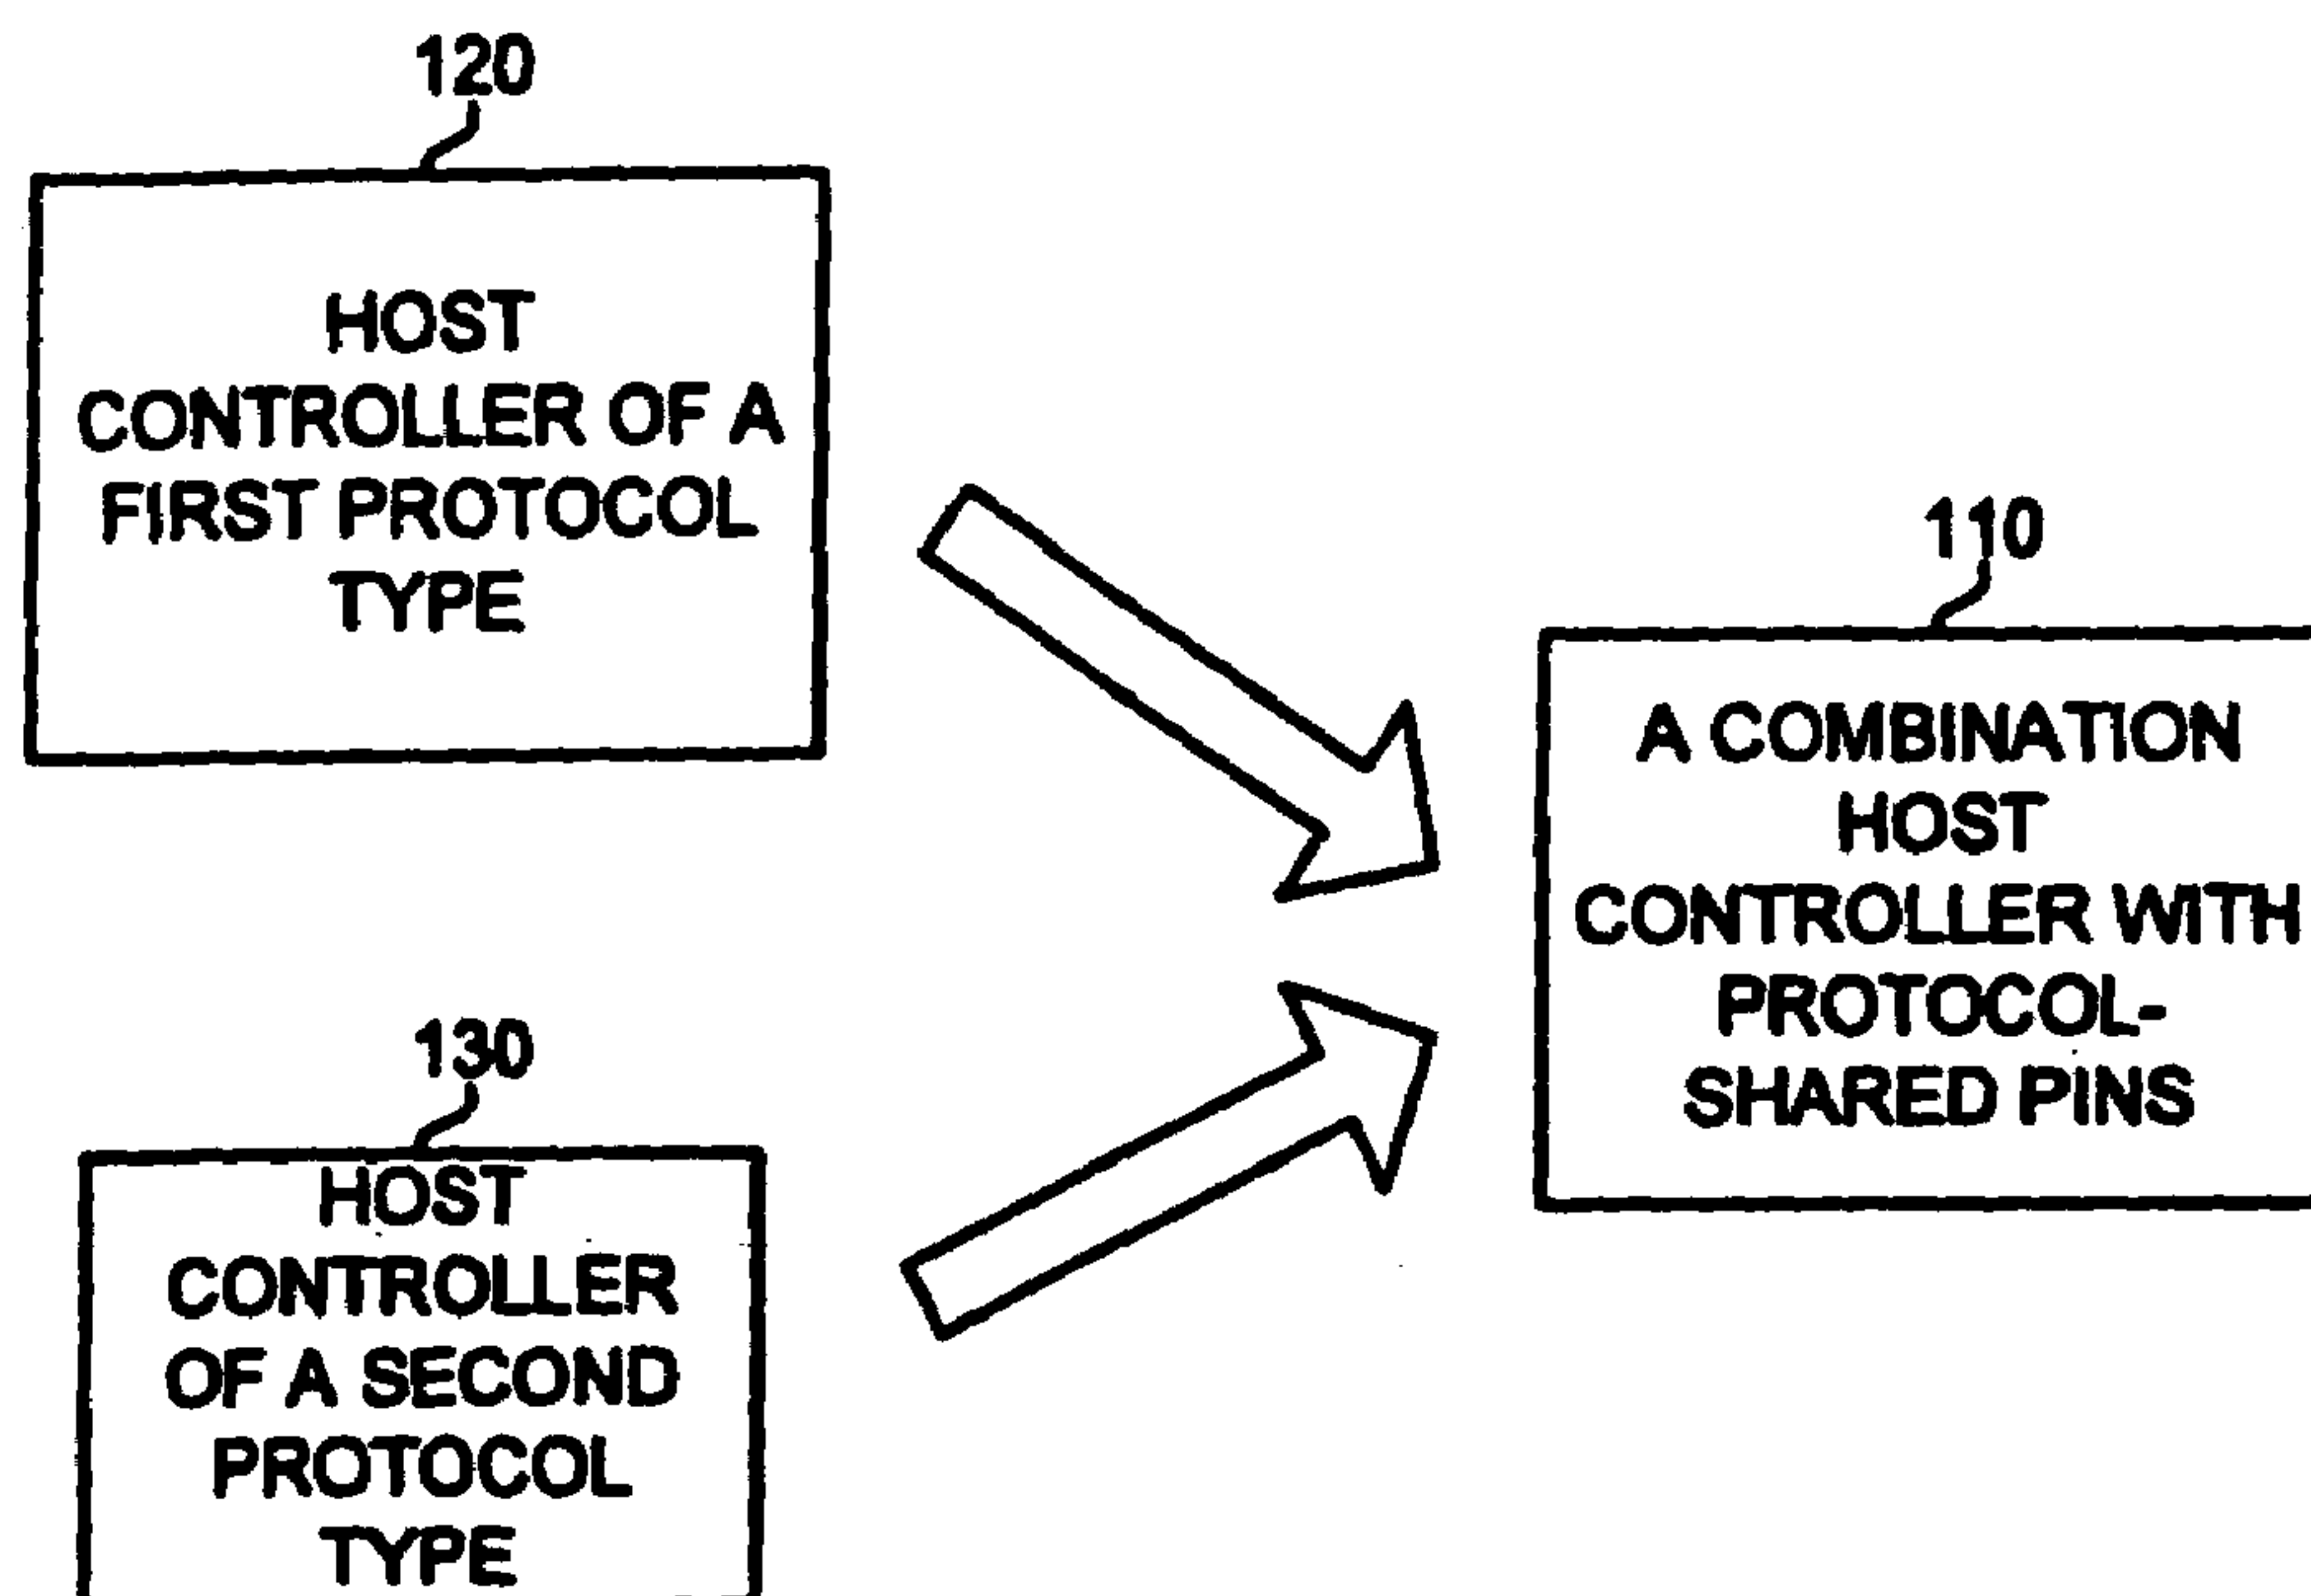 120
HOST
CONTROLLER OF A
FIRST PROTOCOL
TYPE
110
A COMBINATION
HOST
CONTROLLER WITH
PROTOCOL-
SHARED PINS
130
HOST
CONTROLLER
OF A SECOND
PROTOCOL
TYPE